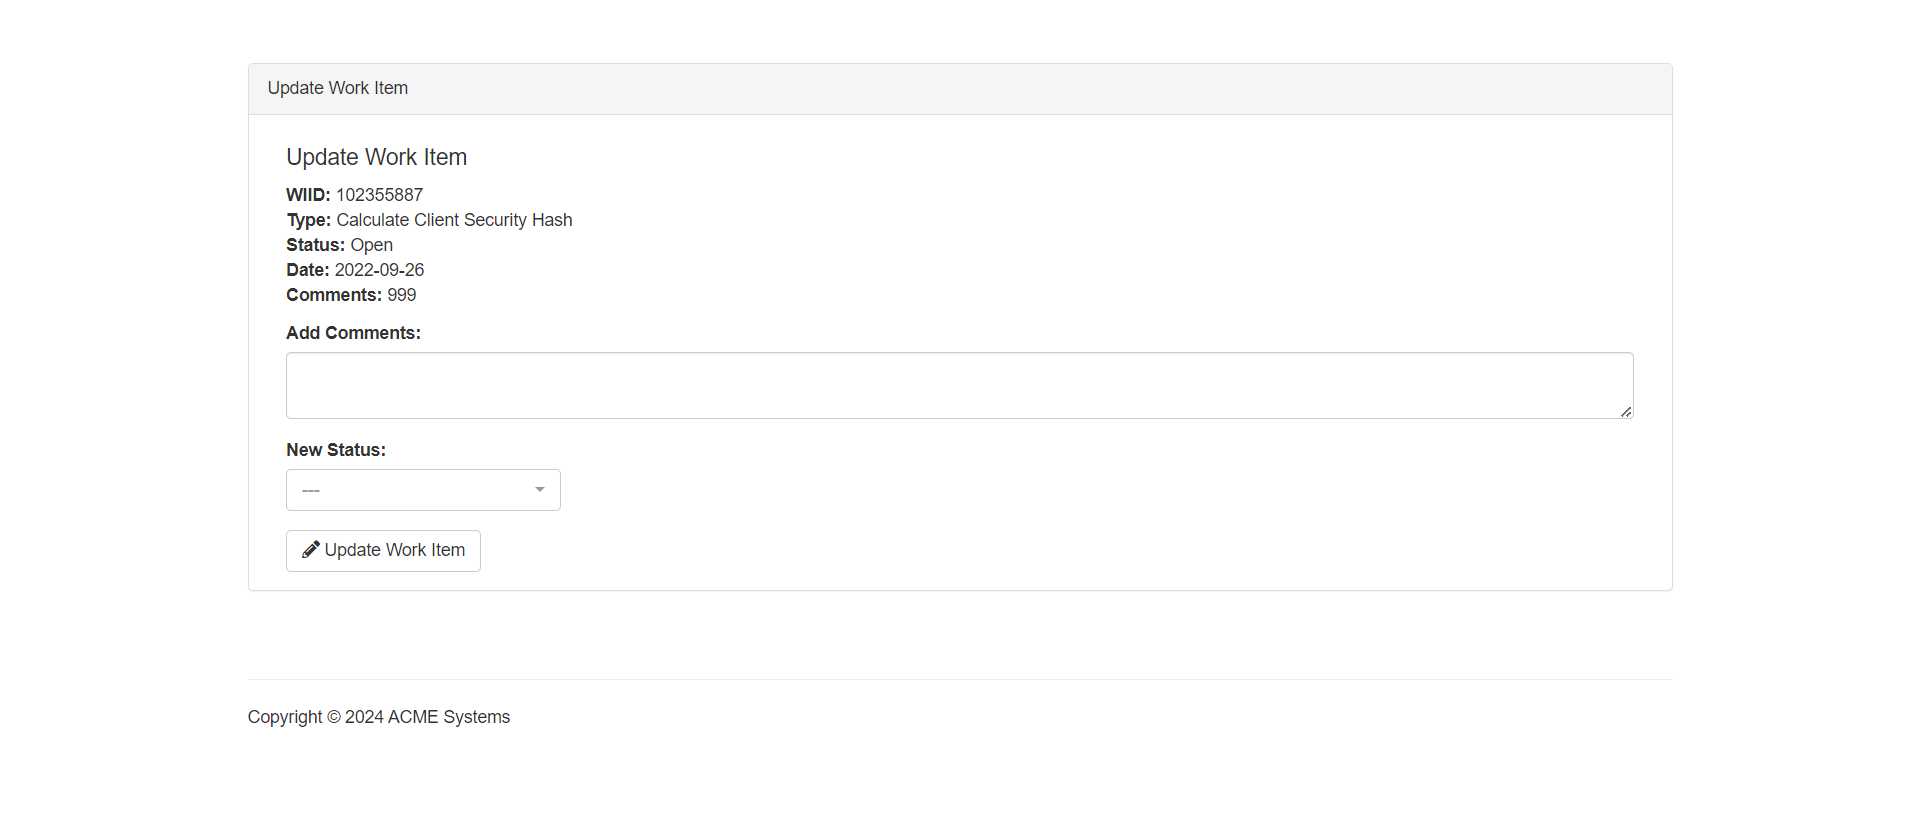 Update Work Item
Update Work Item
WIID: 102355887
Type: Calculate Client Security Hash
Status: Open
Date: 2022-09-26
Comments: 999
Add Comments:
New Status:
---
Update Work Item
Copyright © 2024 ACME Systems